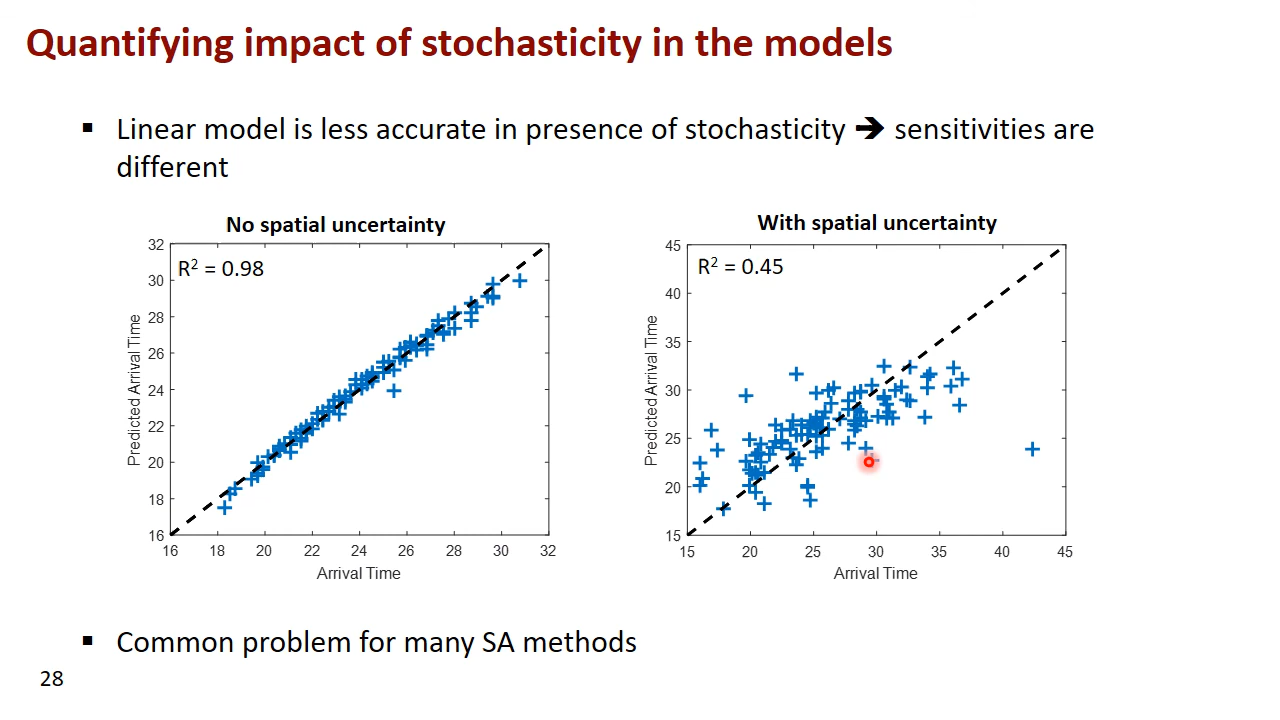 Quantifying impact of stochasticity in the models
▪ Linear model is less accurate in presence of stochasticity ➔ sensitivities are
different
No spatial uncertainty
R² = 0.98
32
30
28
26
24
22
20
18
16
16 18 20 22 24 26 28 30 32
Predicted Arrival Time
Arrival Time
With spatial uncertainty
R² = 0.45
45
40
35
30
25
20
15
15 20 25 30 35 40 45
Predicted Arrival Time
Arrival Time
▪ Common problem for many SA methods
28